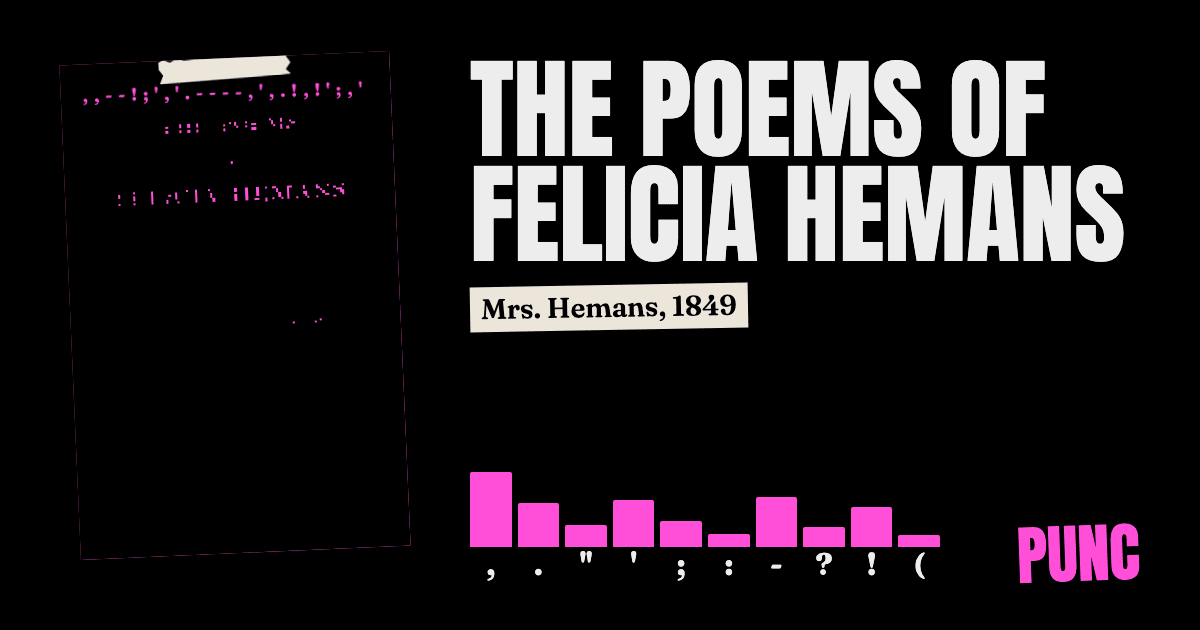 ,,--!;','.----,',.!,!';,'
THE POEMS OF
FELICIA HEMANS
Mrs. Hemans, 1849
, . " ' ; : - ? ! (
PUNC